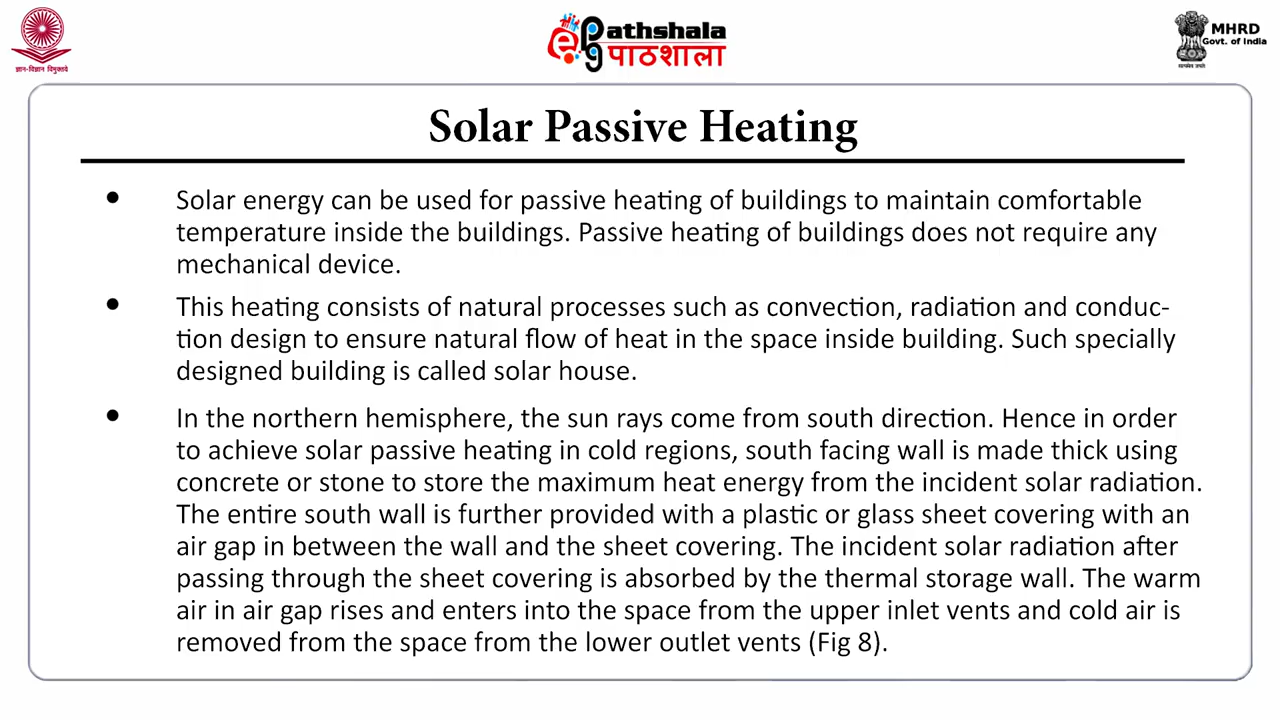 ज्ञान-विज्ञान विमुक्तये
ePG Pathshala
पाठशाला
MHRD
Govt. of India
सत्यमेव जयते
Solar Passive Heating
• Solar energy can be used for passive heating of buildings to maintain comfortable
temperature inside the buildings. Passive heating of buildings does not require any
mechanical device.
• This heating consists of natural processes such as convection, radiation and conduc-
tion design to ensure natural flow of heat in the space inside building. Such specially
designed building is called solar house.
• In the northern hemisphere, the sun rays come from south direction. Hence in order
to achieve solar passive heating in cold regions, south facing wall is made thick using
concrete or stone to store the maximum heat energy from the incident solar radiation.
The entire south wall is further provided with a plastic or glass sheet covering with an
air gap in between the wall and the sheet covering. The incident solar radiation after
passing through the sheet covering is absorbed by the thermal storage wall. The warm
air in air gap rises and enters into the space from the upper inlet vents and cold air is
removed from the space from the lower outlet vents (Fig 8).